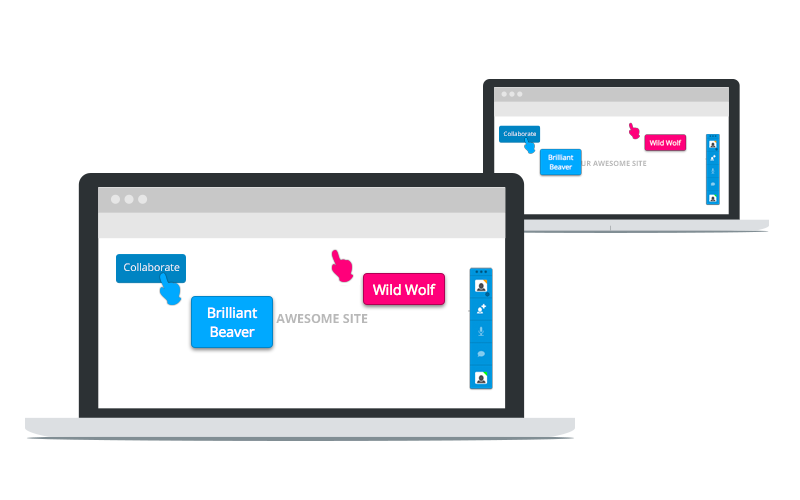 Collaborate
Wild Wolf
Brilliant
Beaver
UR AWESOME SITE
Collaborate
Wild Wolf
Brilliant
Beaver
AWESOME SITE